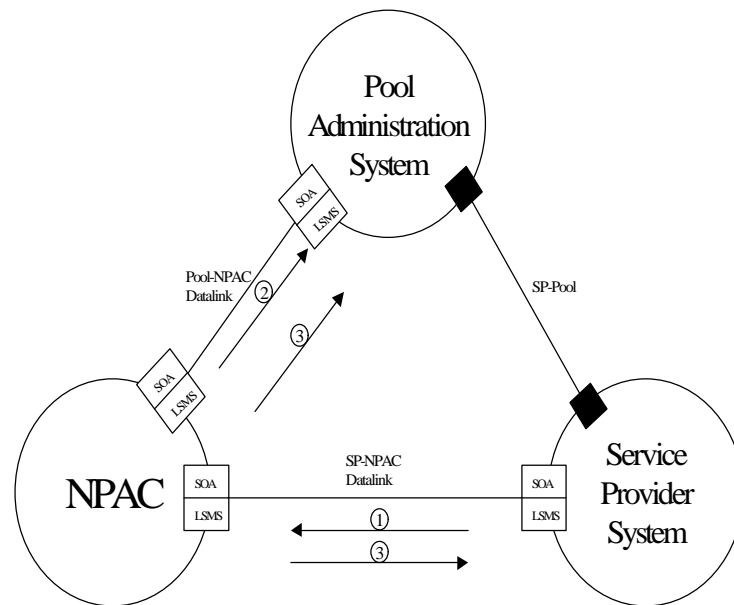 Pool
Administration
System
SOA
LSMS
Pool-NPAC
Datalink
2
SP-Pool
3
SOA
LSMS
NPAC
SOA
LSMS
SP-NPAC
Datalink
SOA
LSMS
Service
Provider
System
1
3